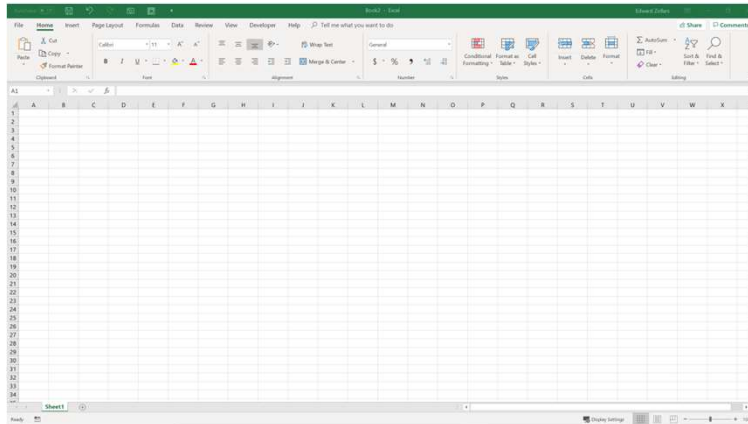 Book2 - Excel
File Home Insert Page Layout Formulas Data Review View Developer Help Tell me what you want to do Share Comments
Cut
Copy
Format Painter
Paste
Calibri 11
B I U
Wrap Text
Merge & Center
General
$ %
Conditional Formatting
Format as Table
Cell Styles
Insert Delete Format
AutoSum
Fill
Clear
Sort & Filter
Find & Select
Clipboard Font Alignment Number Styles Cells Editing
A1
A B C D E F G H I J K L M N O P Q R S T U V W X
1
2
3
4
5
6
7
8
9
10
11
12
13
14
15
16
17
18
19
20
21
22
23
24
25
26
27
28
29
30
31
32
33
34
Sheet1
Ready Display Settings